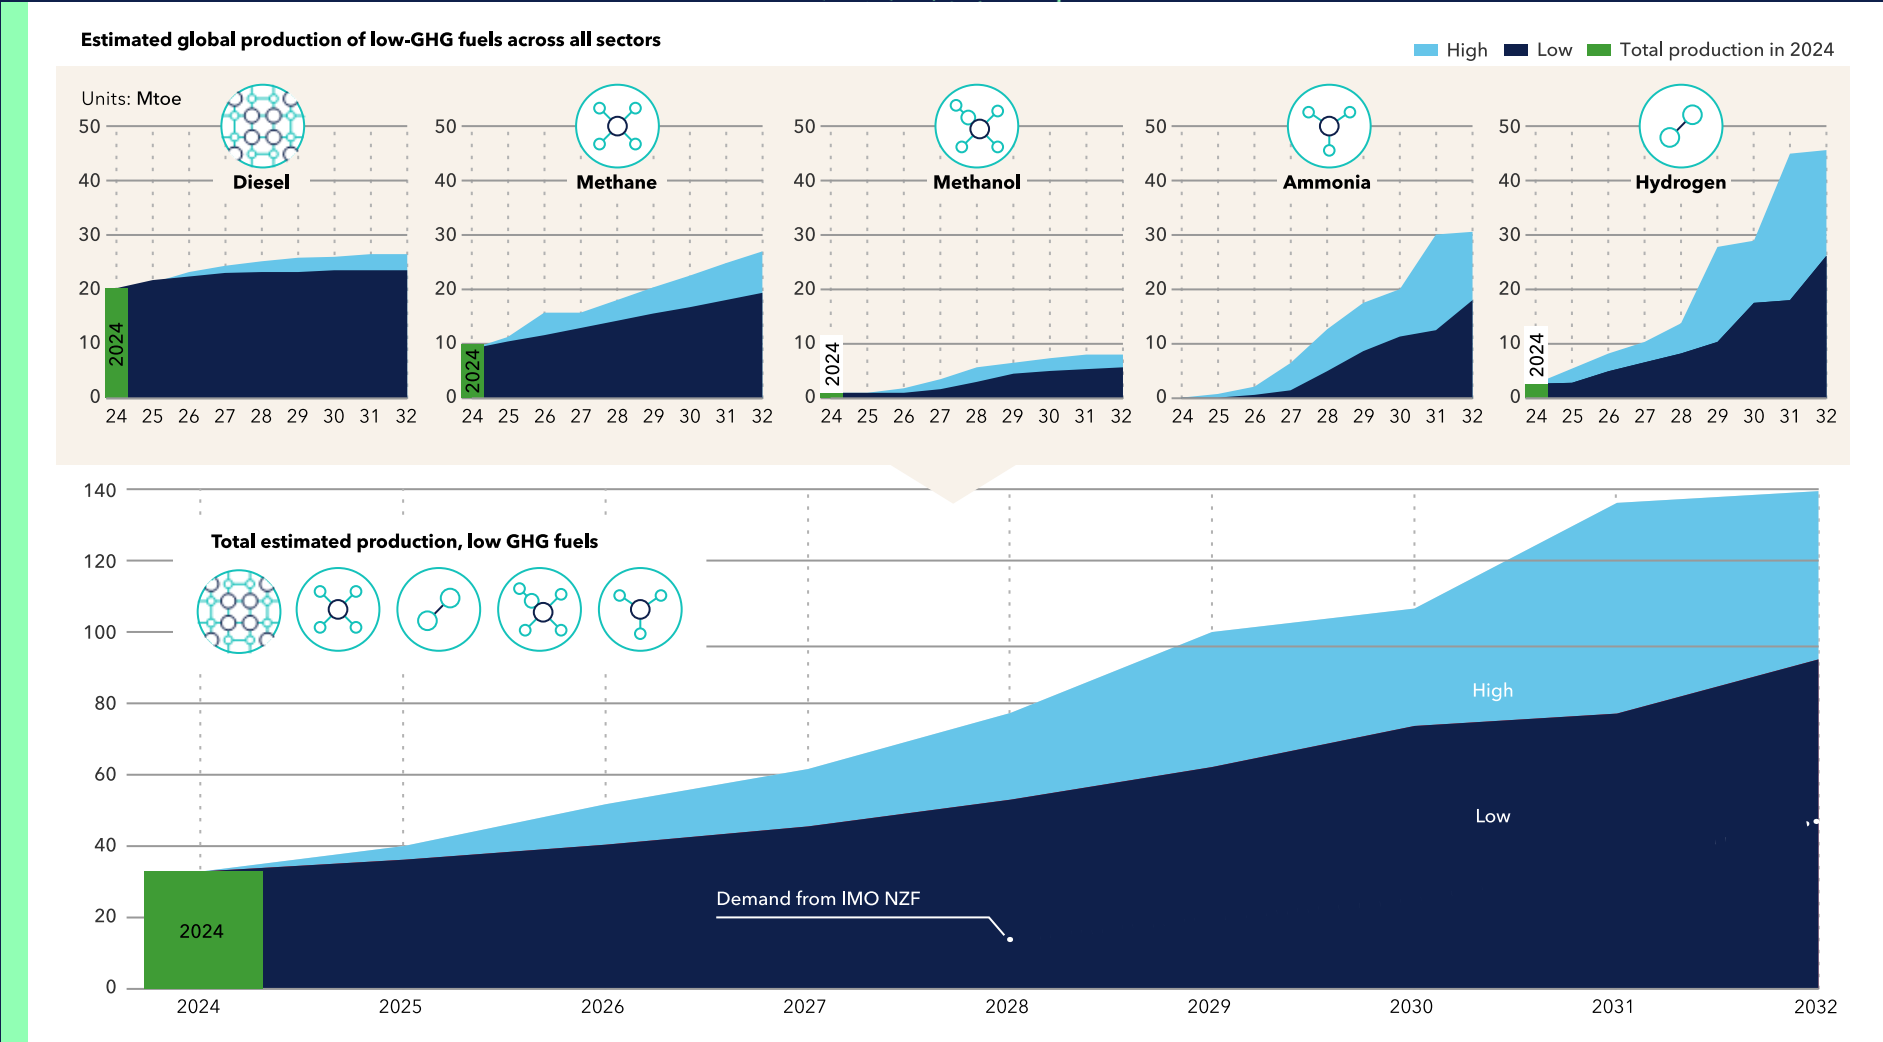 Estimated global production of low-GHG fuels across all sectors
High Low Total production in 2024
Units: Mtoe
50
40
30
20
10
0
Diesel
2024
24 25 26 27 28 29 30 31 32
50
40
30
20
10
0
Methane
2024
24 25 26 27 28 29 30 31 32
50
40
30
20
10
0
Methanol
2024
24 25 26 27 28 29 30 31 32
50
40
30
20
10
0
Ammonia
24 25 26 27 28 29 30 31 32
50
40
30
20
10
0
Hydrogen
2024
24 25 26 27 28 29 30 31 32
140
120
100
80
60
40
20
0
Total estimated production, low GHG fuels
High
Low
Demand from IMO NZF
2024
2024 2025 2026 2027 2028 2029 2030 2031 2032